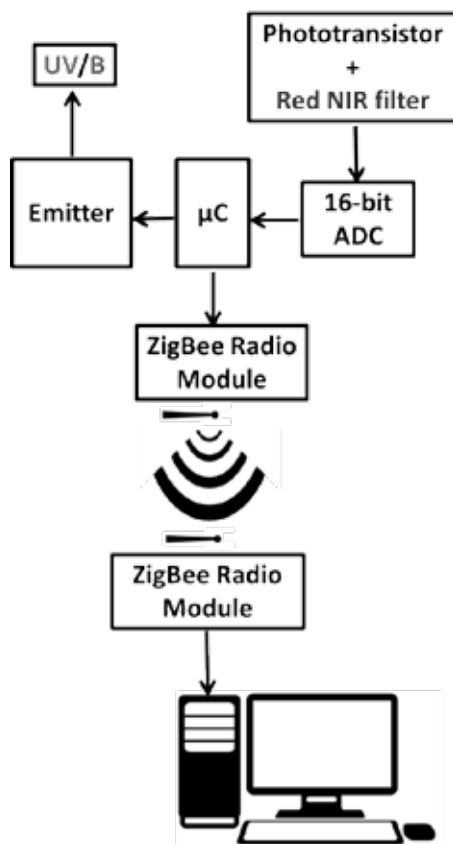 UV/B
Phototransistor
+
Red NIR filter
Emitter
µC
16-bit
ADC
ZigBee Radio
Module
ZigBee Radio
Module